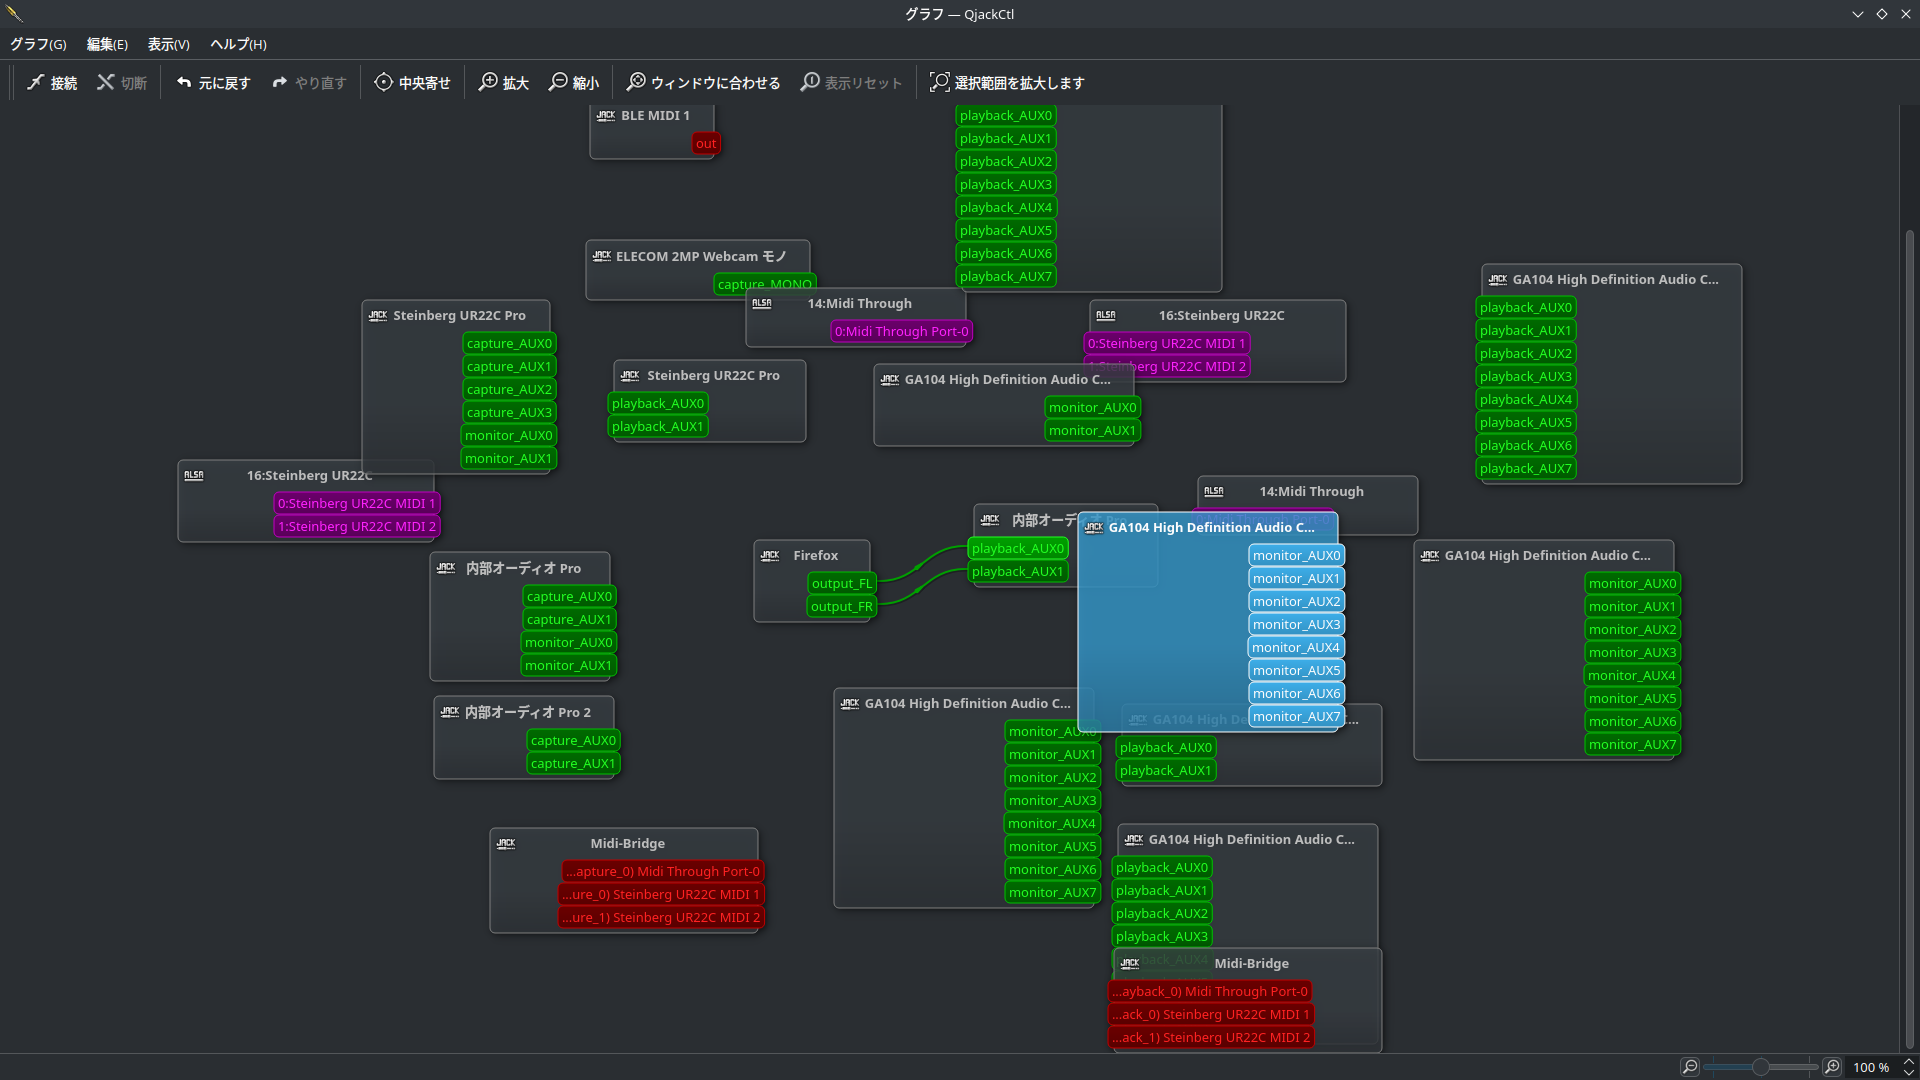 グラフ — QjackCtl
グラフ(G) 編集(E) 表示(V) ヘルプ(H)
接続 切断 元に戻す やり直す 中央寄せ 拡大 縮小 ウィンドウに合わせる 表示リセット 選択範囲を拡大します
JACK BLE MIDI 1
out
playback_AUX0
playback_AUX1
playback_AUX2
playback_AUX3
playback_AUX4
playback_AUX5
playback_AUX6
playback_AUX7
JACK ELECOM 2MP Webcam モノ
capture_MONO
ALSA 14:Midi Through
0:Midi Through Port-0
JACK Steinberg UR22C Pro
capture_AUX0
capture_AUX1
capture_AUX2
capture_AUX3
monitor_AUX0
monitor_AUX1
ALSA 16:Steinberg UR22C
0:Steinberg UR22C MIDI 1
1:Steinberg UR22C MIDI 2
JACK GA104 High Definition Audio C...
playback_AUX0
playback_AUX1
playback_AUX2
playback_AUX3
playback_AUX4
playback_AUX5
playback_AUX6
playback_AUX7
JACK Steinberg UR22C Pro
playback_AUX0
playback_AUX1
JACK GA104 High Definition Audio C...
monitor_AUX0
monitor_AUX1
ALSA 16:Steinberg UR22C
0:Steinberg UR22C MIDI 1
1:Steinberg UR22C MIDI 2
ALSA 14:Midi Through
0:Midi Through Port-0
JACK 内部オーディオ Pro
playback_AUX0
playback_AUX1
JACK GA104 High Definition Audio C...
monitor_AUX0
monitor_AUX1
monitor_AUX2
monitor_AUX3
monitor_AUX4
monitor_AUX5
monitor_AUX6
monitor_AUX7
JACK Firefox
output_FL
output_FR
JACK GA104 High Definition Audio C...
monitor_AUX0
monitor_AUX1
monitor_AUX2
monitor_AUX3
monitor_AUX4
monitor_AUX5
monitor_AUX6
monitor_AUX7
JACK 内部オーディオ Pro
capture_AUX0
capture_AUX1
monitor_AUX0
monitor_AUX1
JACK 内部オーディオ Pro 2
capture_AUX0
capture_AUX1
JACK GA104 High Definition Audio C...
monitor_AUX0
monitor_AUX1
monitor_AUX2
monitor_AUX3
monitor_AUX4
monitor_AUX5
monitor_AUX6
monitor_AUX7
JACK GA104 High De C...
playback_AUX0
playback_AUX1
JACK Midi-Bridge
...apture_0) Midi Through Port-0
...ure_0) Steinberg UR22C MIDI 1
...ure_1) Steinberg UR22C MIDI 2
JACK GA104 High Definition Audio C...
playback_AUX0
playback_AUX1
playback_AUX2
playback_AUX3
JACK Midi-Bridge
...ayback_0) Midi Through Port-0
...ack_0) Steinberg UR22C MIDI 1
...ack_1) Steinberg UR22C MIDI 2
100 %